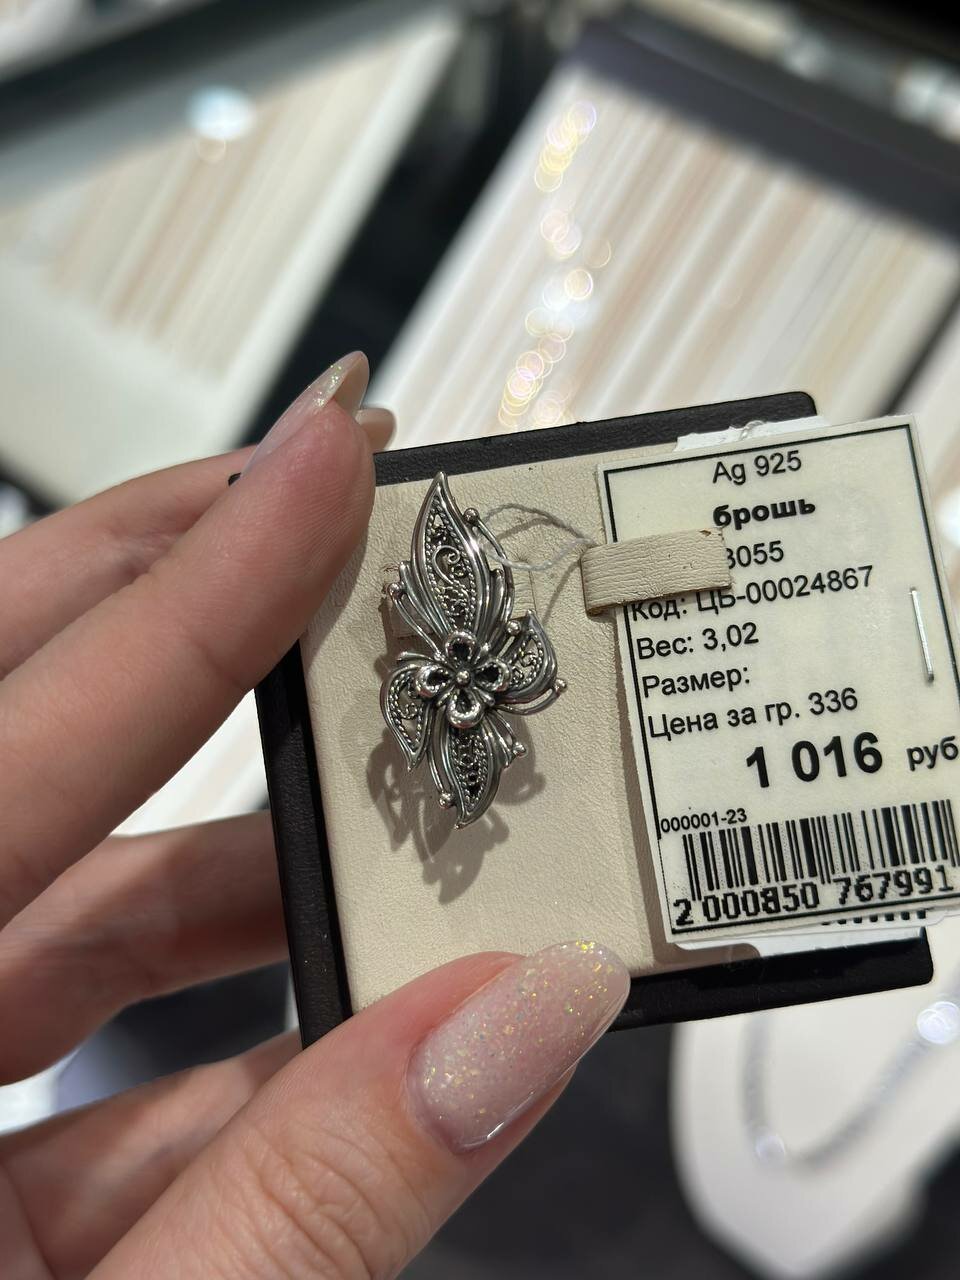 Ag 925
брошь
3055
Код: ЦБ-00024867
Вес: 3,02
Размер:
Цена за гр. 336
1 016 руб
000001-23
2 000850 767991